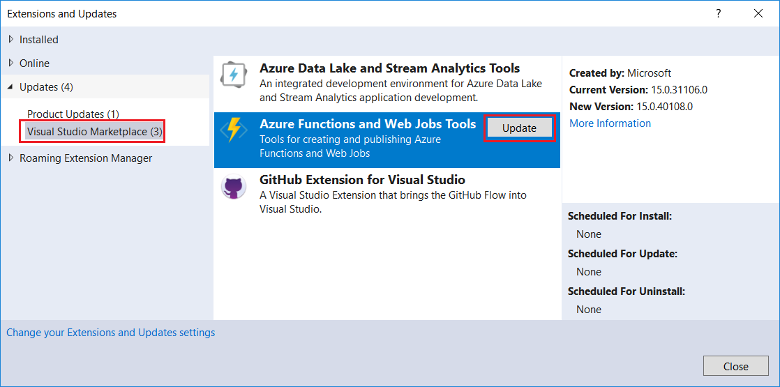 Extensions and Updates
Installed
Online
Updates (4)
Product Updates (1)
Visual Studio Marketplace (3)
Roaming Extension Manager
Azure Data Lake and Stream Analytics Tools
An integrated development environment for Azure Data Lake
and Stream Analytics application development.
Azure Functions and Web Jobs Tools
Update
Tools for creating and publishing Azure
Functions and Web Jobs
GitHub Extension for Visual Studio
A Visual Studio Extension that brings the GitHub Flow into
Visual Studio.
Created by: Microsoft
Current Version: 15.0.31106.0
New Version: 15.0.40108.0
More Information
Scheduled For Install:
None
Scheduled For Update:
None
Scheduled For Uninstall:
None
Change your Extensions and Updates settings
Close